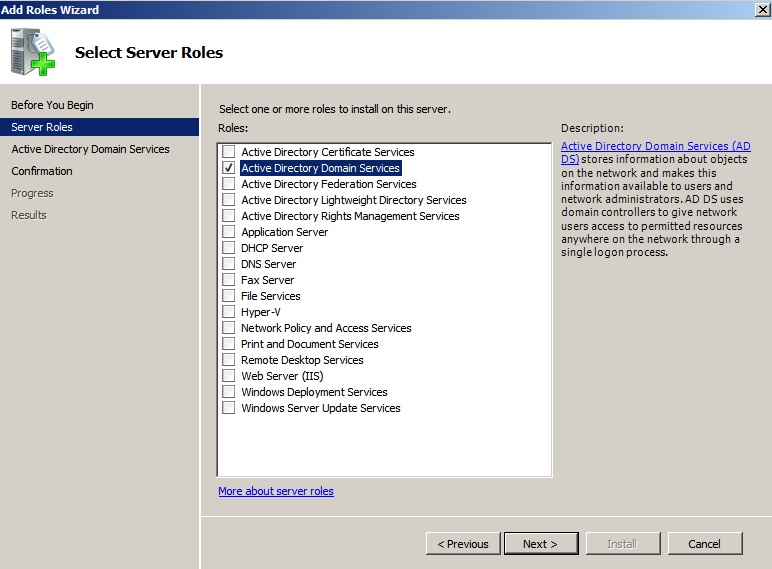 Add Roles Wizard
Select Server Roles
Before You Begin
Server Roles
Active Directory Domain Services
Confirmation
Progress
Results
Select one or more roles to install on this server.
Roles:
Active Directory Certificate Services
Active Directory Domain Services
Active Directory Federation Services
Active Directory Lightweight Directory Services
Active Directory Rights Management Services
Application Server
DHCP Server
DNS Server
Fax Server
File Services
Hyper-V
Network Policy and Access Services
Print and Document Services
Remote Desktop Services
Web Server (IIS)
Windows Deployment Services
Windows Server Update Services
More about server roles
Description:
Active Directory Domain Services (AD
DS) stores information about objects
on the network and makes this
information available to users and
network administrators. AD DS uses
domain controllers to give network
users access to permitted resources
anywhere on the network through a
single logon process.
< Previous
Next >
Install
Cancel